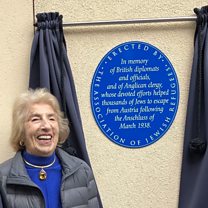 ERECTED BY
In memory
of British diplomats
and officials,
and of Anglican clergy,
whose devoted efforts helped
thousands of Jews to escape
from Austria following
the Anschluss of
March 1938.
THE ASSOCIATION OF JEWISH REFUGEES